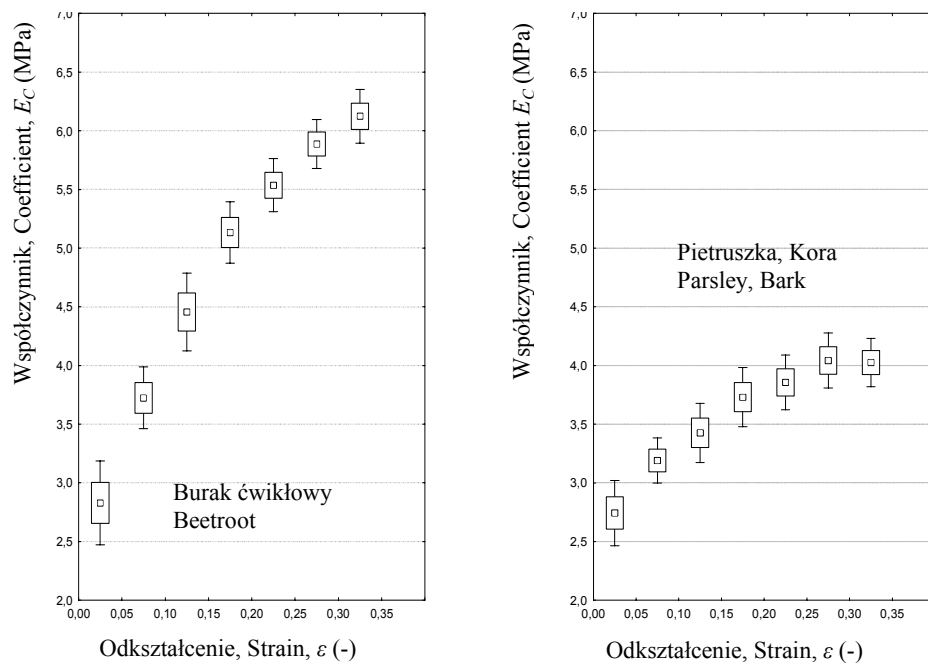 Współczynnik, Coefficient, E_C (MPa)
7,0
6,5
6,0
5,5
5,0
4,5
4,0
3,5
3,0
2,5
2,0
Burak ćwikłowy
Beetroot
0,00 0,05 0,10 0,15 0,20 0,25 0,30 0,35
Odkształcenie, Strain, ε (-)
Współczynnik, Coefficient E_C (MPa)
7,0
6,5
6,0
5,5
5,0
4,5
4,0
3,5
3,0
2,5
2,0
Pietruszka, Kora
Parsley, Bark
0,00 0,05 0,10 0,15 0,20 0,25 0,30 0,35
Odkształcenie, Strain, ε (-)